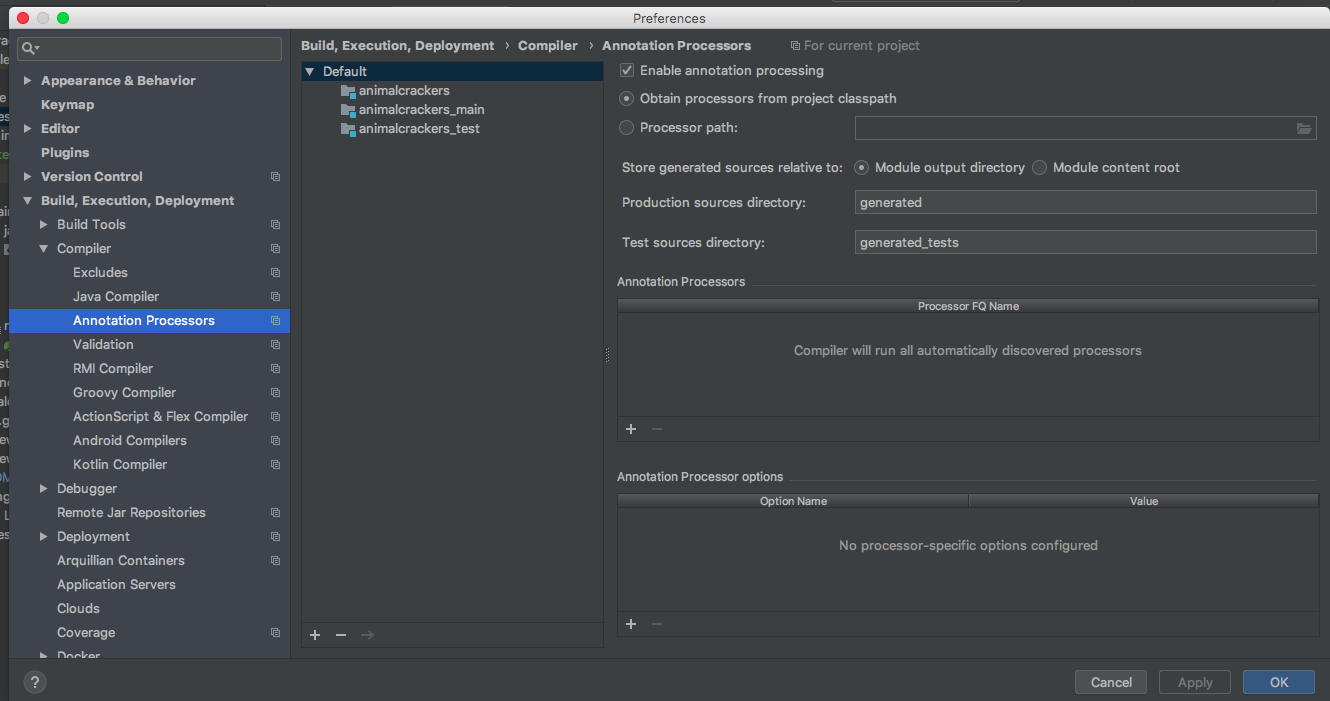 Preferences
Appearance & Behavior
Keymap
Editor
Plugins
Version Control
Build, Execution, Deployment
Build Tools
Compiler
Excludes
Java Compiler
Annotation Processors
Validation
RMI Compiler
Groovy Compiler
ActionScript & Flex Compiler
Android Compilers
Kotlin Compiler
Debugger
Remote Jar Repositories
Deployment
Arquillian Containers
Application Servers
Clouds
Coverage
Docker
Build, Execution, Deployment › Compiler › Annotation Processors For current project
Default
animalcrackers
animalcrackers_main
animalcrackers_test
Enable annotation processing
Obtain processors from project classpath
Processor path:
Store generated sources relative to: Module output directory Module content root
Production sources directory: generated
Test sources directory: generated_tests
Annotation Processors
Processor FQ Name
Compiler will run all automatically discovered processors
Annotation Processor options
Option Name Value
No processor-specific options configured
? Cancel Apply OK